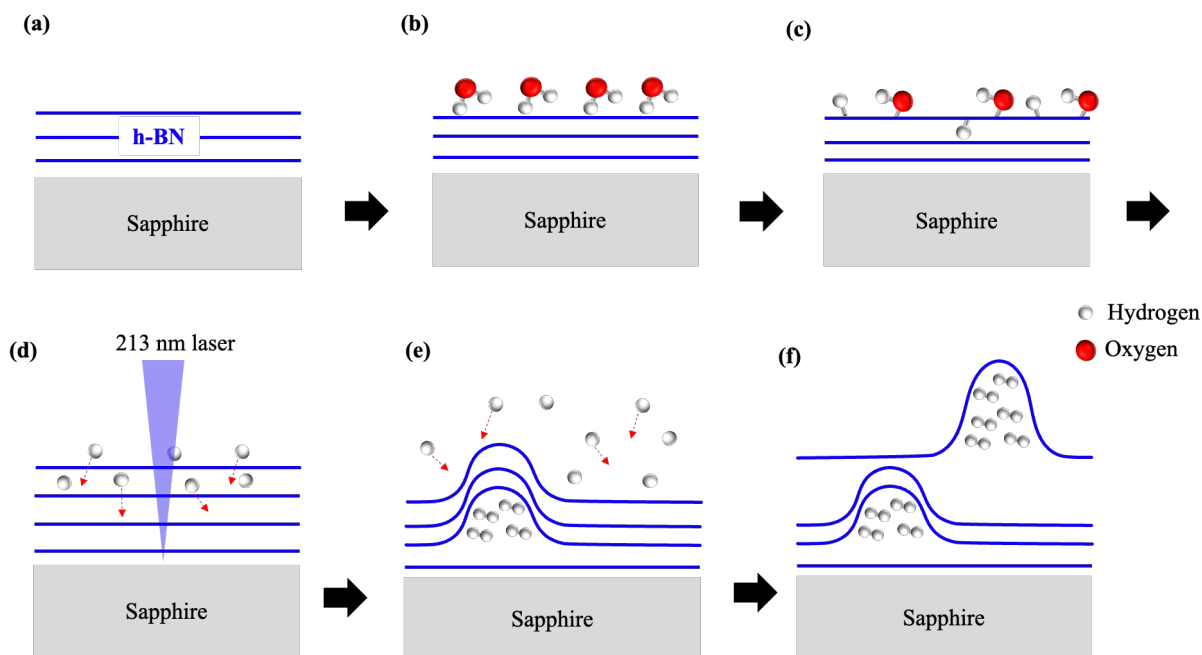 (a)
(b)
(c)
h-BN
Sapphire
Sapphire
Sapphire
Hydrogen
Oxygen
(d)
213 nm laser
(e)
(f)
Sapphire
Sapphire
Sapphire